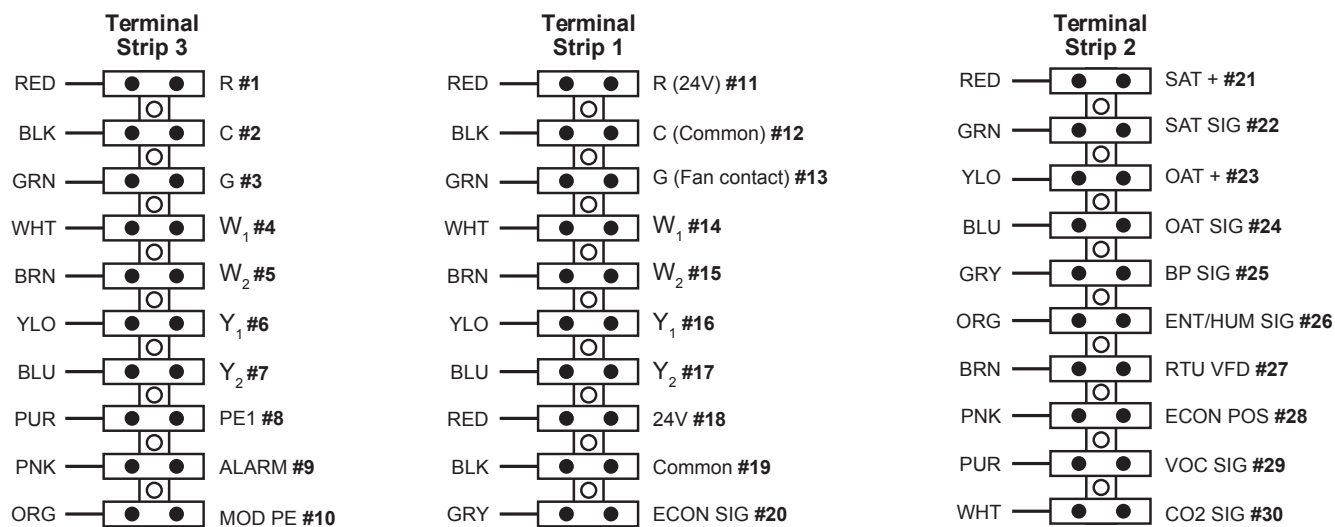 Terminal
Strip 3
RED R #1
BLK C #2
GRN G #3
WHT W1 #4
BRN W2 #5
YLO Y1 #6
BLU Y2 #7
PUR PE1 #8
PNK ALARM #9
ORG MOD PE #10
Terminal
Strip 1
RED R (24V) #11
BLK C (Common) #12
GRN G (Fan contact) #13
WHT W1 #14
BRN W2 #15
YLO Y1 #16
BLU Y2 #17
RED 24V #18
BLK Common #19
GRY ECON SIG #20
Terminal
Strip 2
RED SAT + #21
GRN SAT SIG #22
YLO OAT + #23
BLU OAT SIG #24
GRY BP SIG #25
ORG ENT/HUM SIG #26
BRN RTU VFD #27
PNK ECON POS #28
PUR VOC SIG #29
WHT CO2 SIG #30